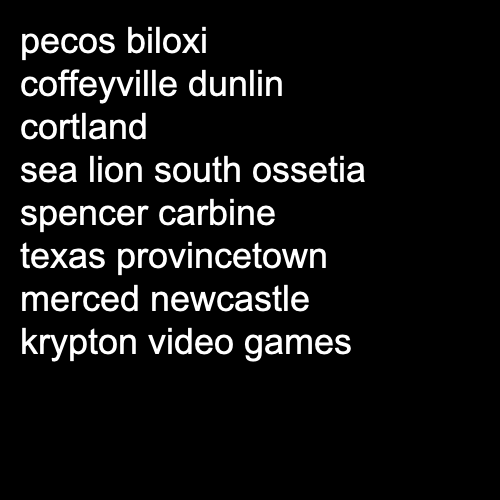 pecos biloxi
coffeyville dunlin
cortland
sea lion south ossetia
spencer carbine
texas provincetown
merced newcastle
krypton video games